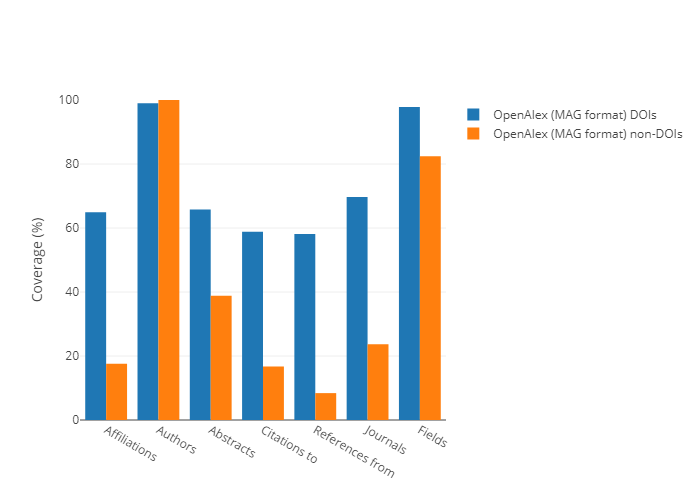 100
80
60
40
20
0
Coverage (%)
Affiliations
Authors
Abstracts
Citations to
References from
Journals
Fields
OpenAlex (MAG format) DOIs
OpenAlex (MAG format) non-DOIs